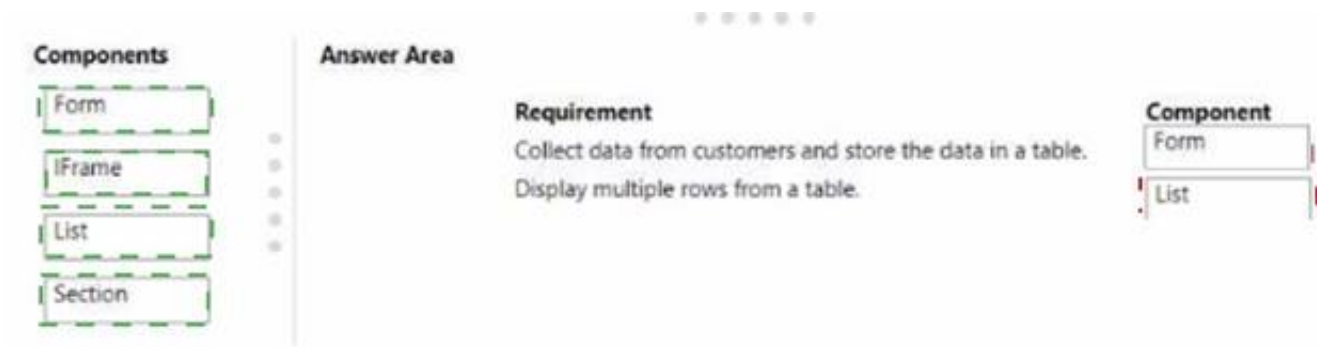 Components
Form
IFrame
List
Section
Answer Area
Requirement
Collect data from customers and store the data in a table.
Display multiple rows from a table.
Component
Form
List